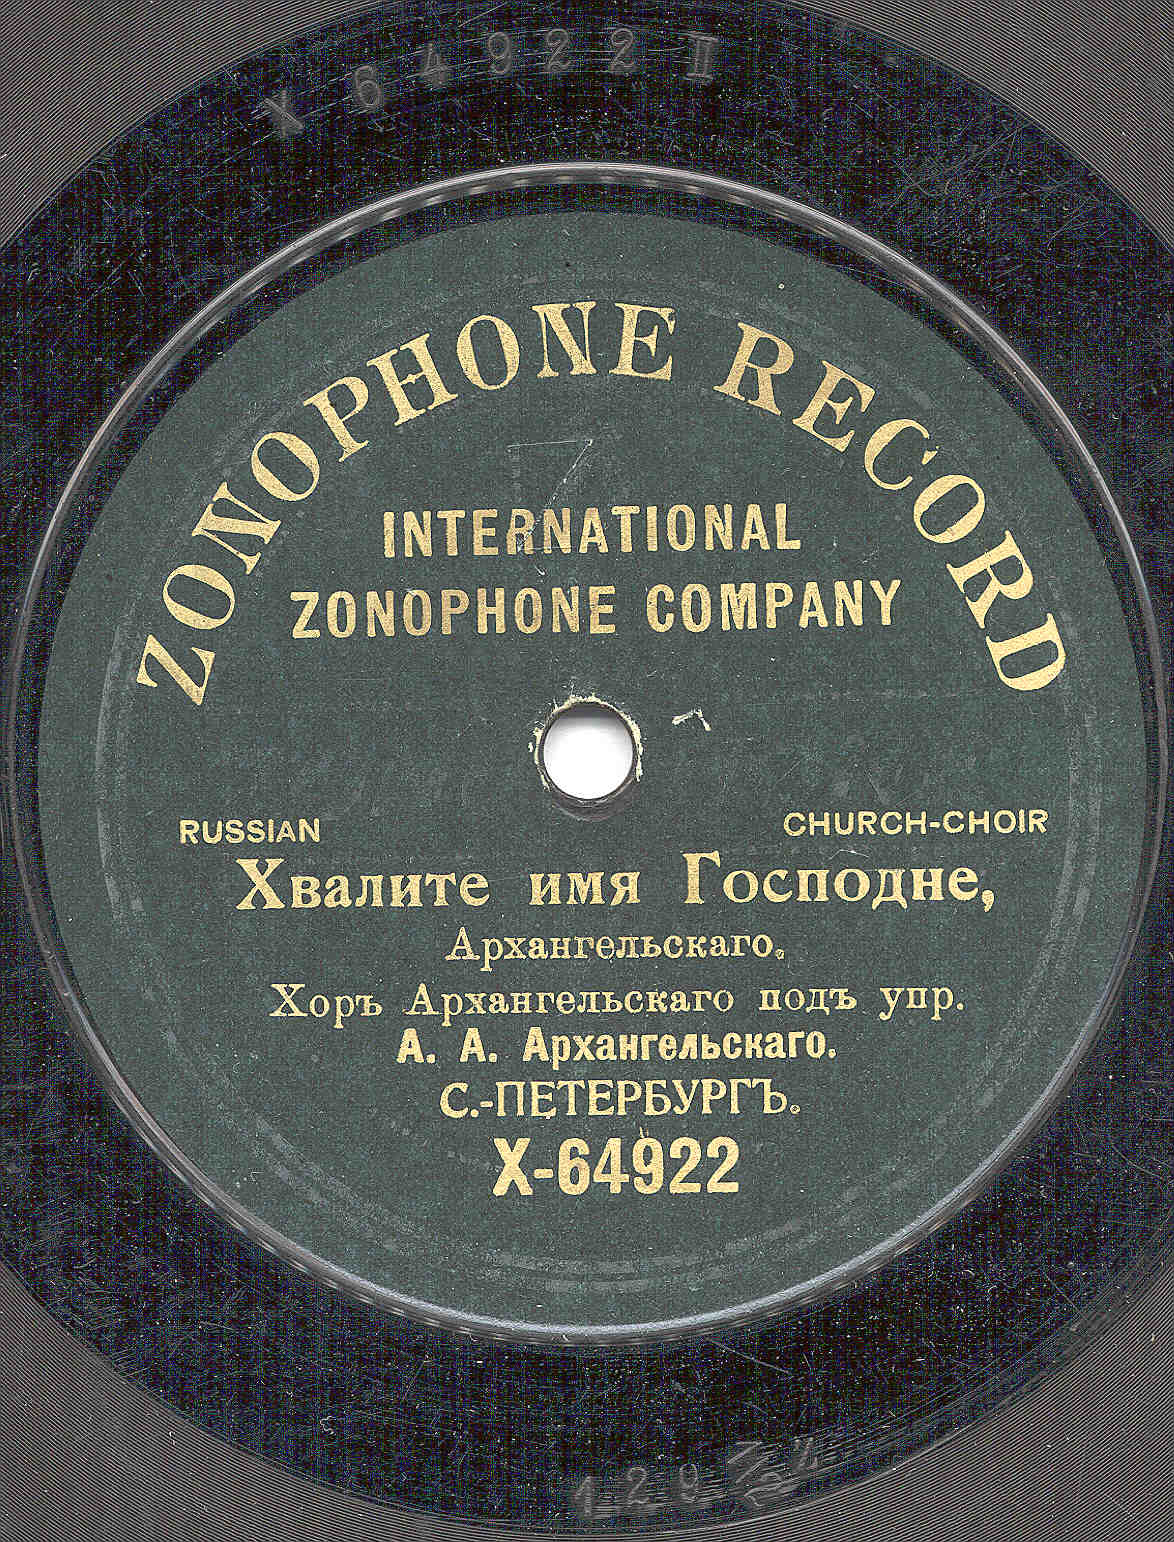 X 64922 II
ZONOPHONE RECORD
INTERNATIONAL
ZONOPHONE COMPANY
RUSSIAN CHURCH-CHOIR
Хвалите имя Господне,
Архангельскаго.
Хоръ Архангельскаго подъ упр.
А. А. Архангельскаго.
С.-ПЕТЕРБУРГЪ.
X-64922